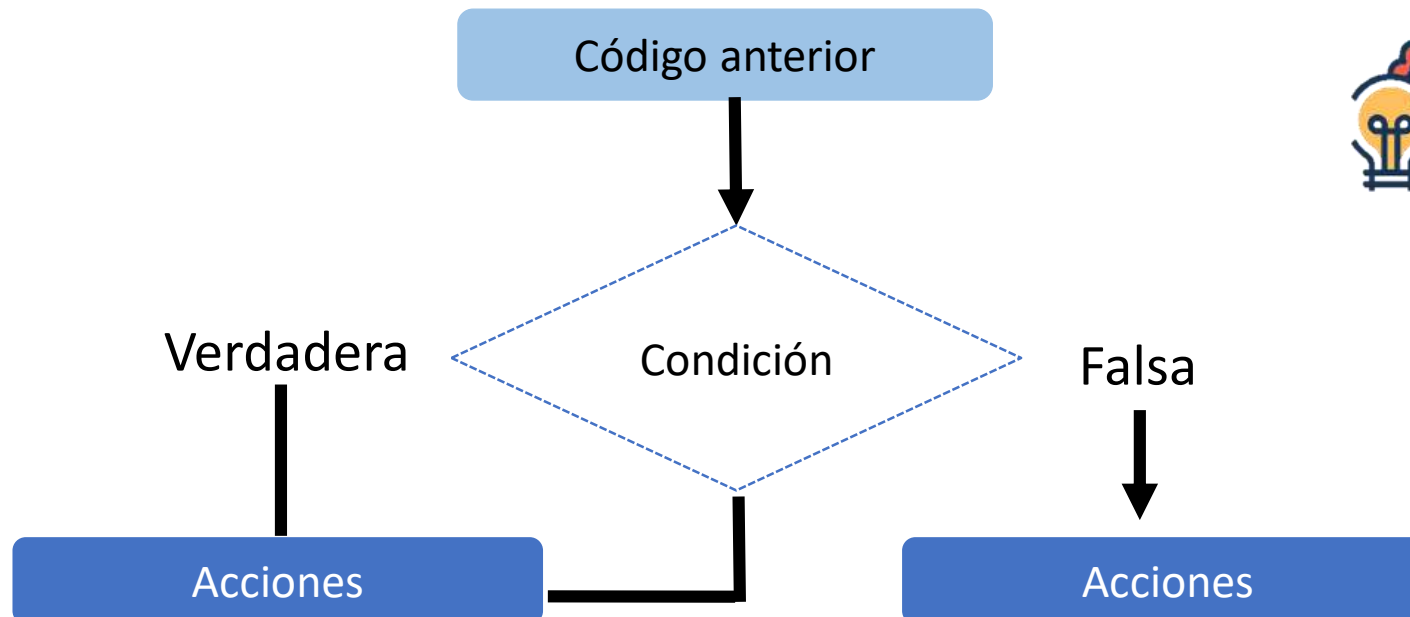 Código anterior
Verdadera
Condición
Falsa
Acciones
Acciones